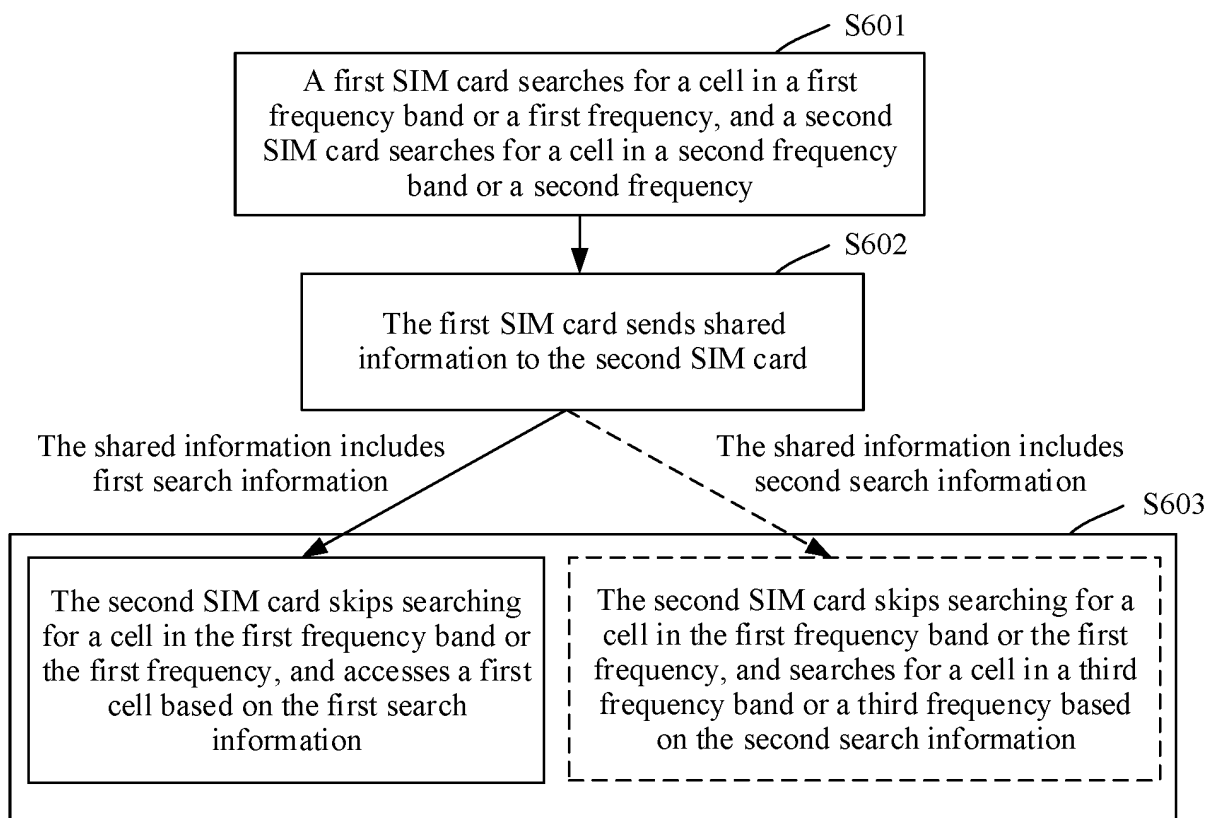 S601
A first SIM card searches for a cell in a first
frequency band or a first frequency, and a second
SIM card searches for a cell in a second frequency
band or a second frequency
S602
The first SIM card sends shared
information to the second SIM card
The shared information includes
first search information
The shared information includes
second search information
S603
The second SIM card skips searching
for a cell in the first frequency band or
the first frequency, and accesses a first
cell based on the first search
information
The second SIM card skips searching for a
cell in the first frequency band or the first
frequency, and searches for a cell in a third
frequency band or a third frequency based
on the second search information